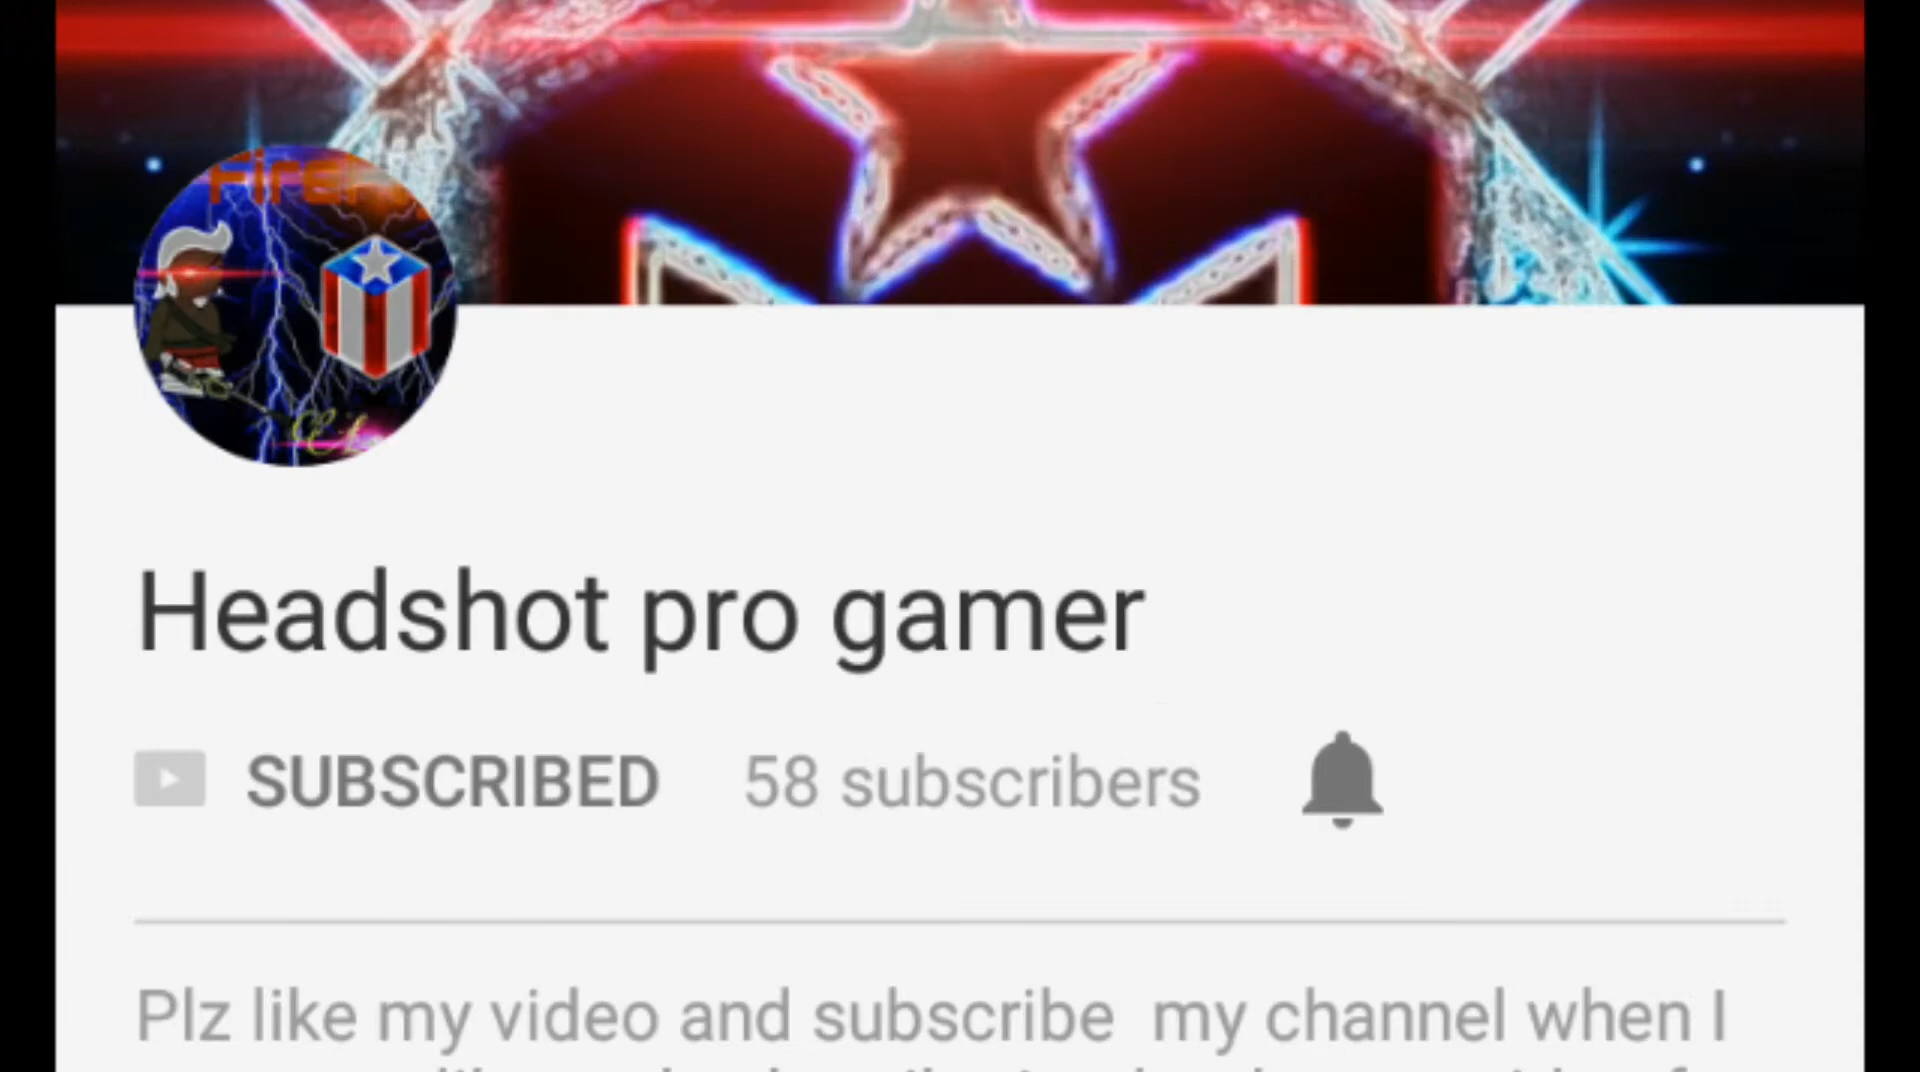 Headshot pro gamer
SUBSCRIBED 58 subscribers
Plz like my video and subscribe my channel when I